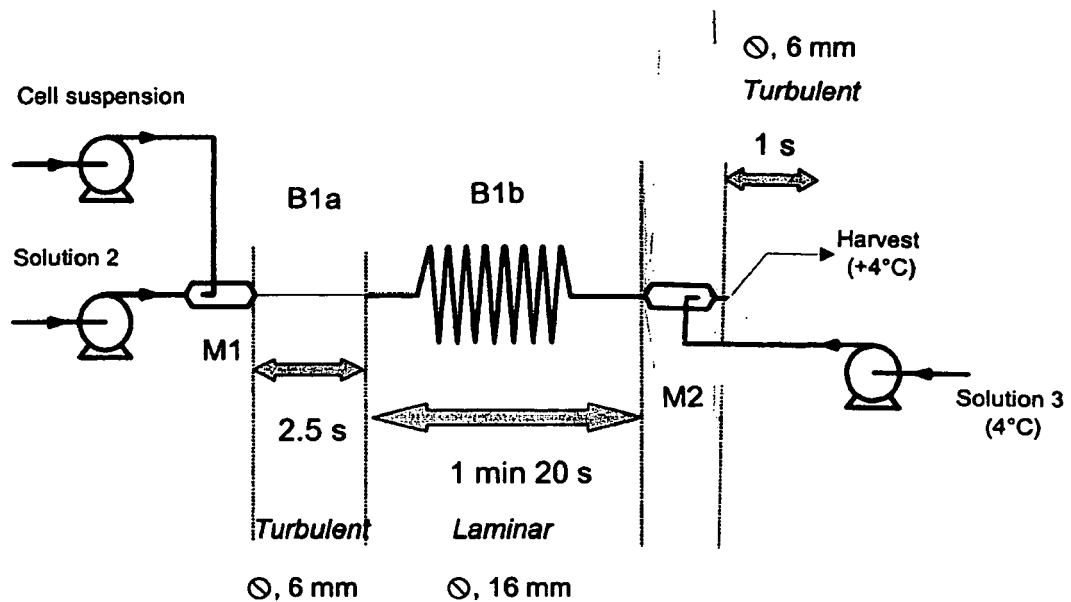 ⦸, 6 mm
Turbulent
1 s
Cell suspension
B1a
B1b
Solution 2
Harvest
(+4°C)
M1
M2
2.5 s
1 min 20 s
Solution 3
(4°C)
Turbulent
Laminar
⦸, 6 mm
⦸, 16 mm